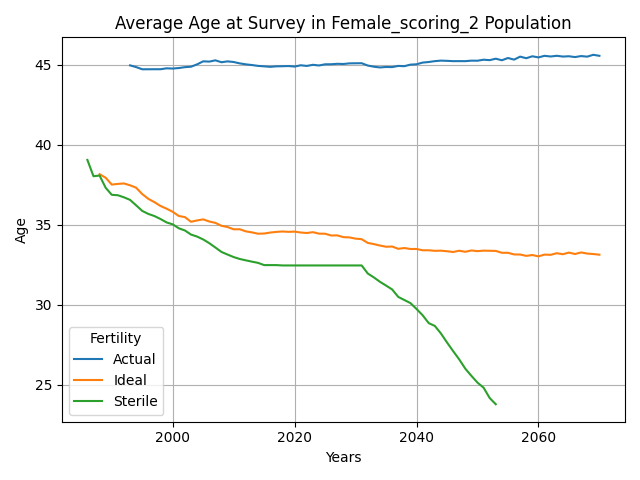 Average Age at Survey in Female_scoring_2 Population
Age
45
40
35
30
25
Fertility
Actual
Ideal
Sterile
2000
2020
2040
2060
Years